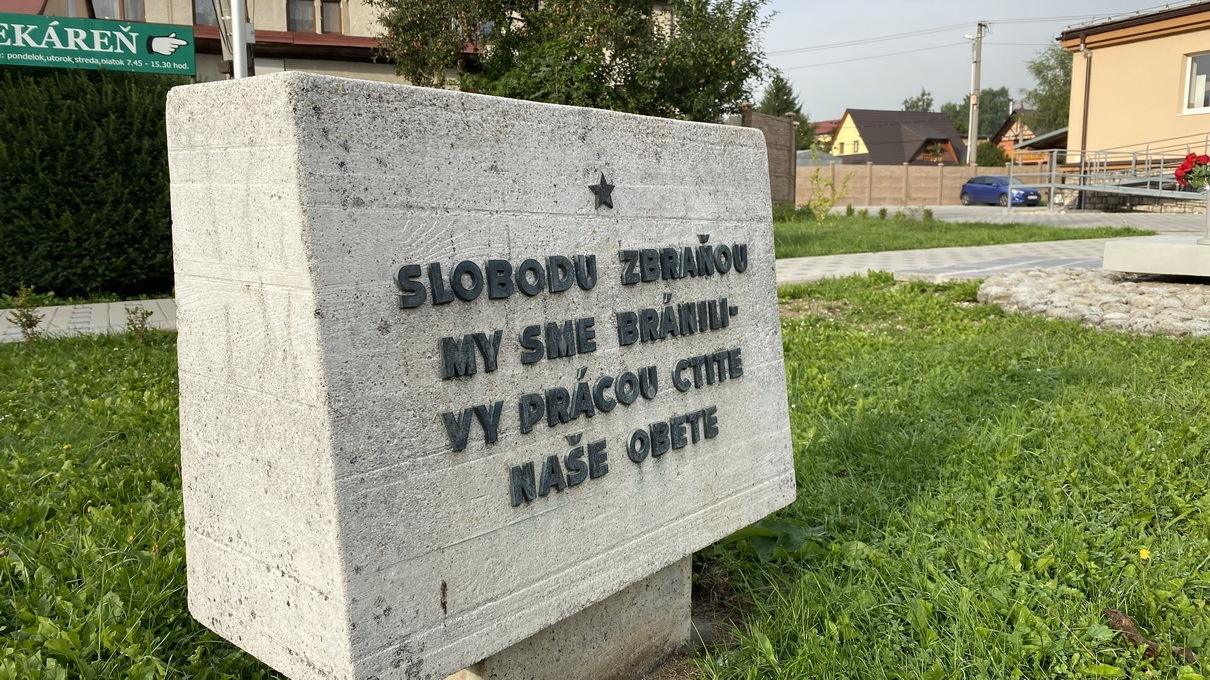 EKÁREŇ
: pondelok,utorok,streda,piatok 7.45 - 15.30 hod.
SLOBODU ZBRAŇOU
MY SME BRÁNILI-
VY PRÁCOU CTITE
NAŠE OBETE